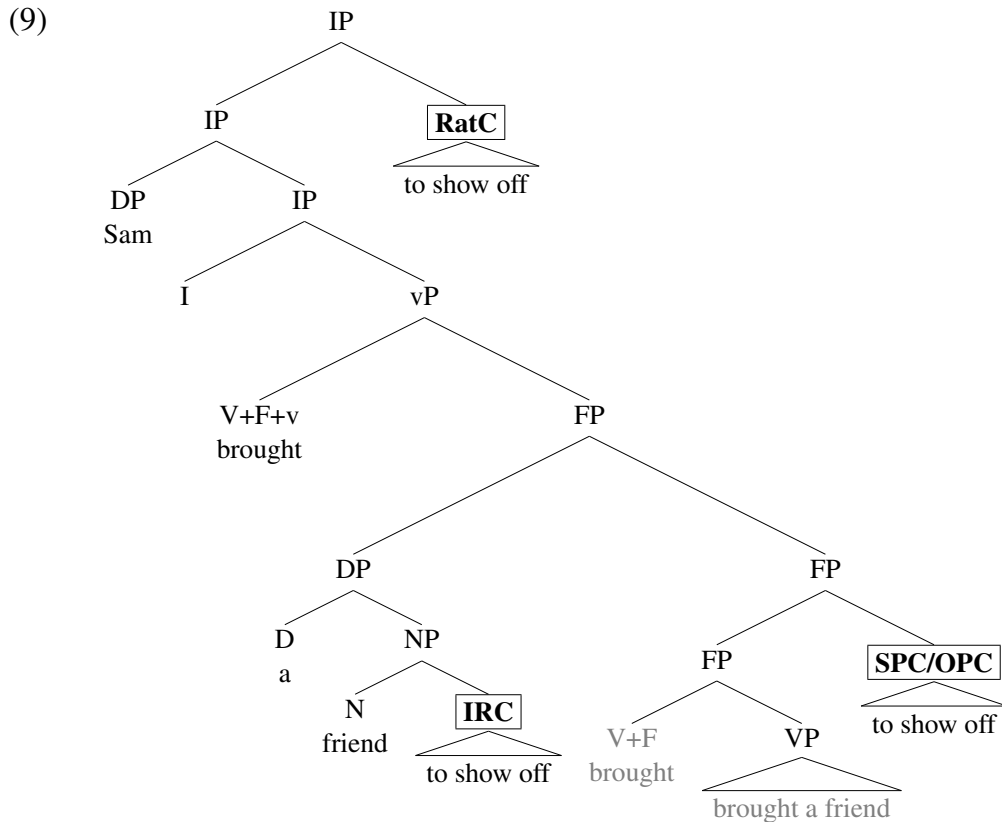 (9)
IP
IP RatC
to show off
DP IP
Sam
I vP
V+F+v FP
brought
DP FP
D NP FP SPC/OPC
a to show off
N IRC V+F VP
friend to show off brought brought a friend